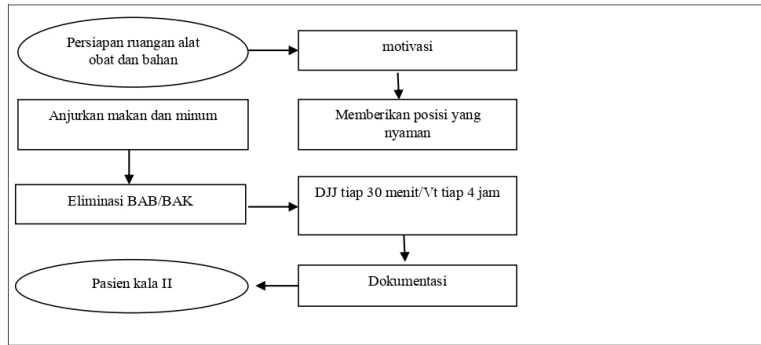 Persiapan ruangan alat
obat dan bahan
motivasi
Memberikan posisi yang
nyaman
Anjurkan makan dan minum
Eliminasi BAB/BAK
DJJ tiap 30 menit/Vt tiap 4 jam
Dokumentasi
Pasien kala II